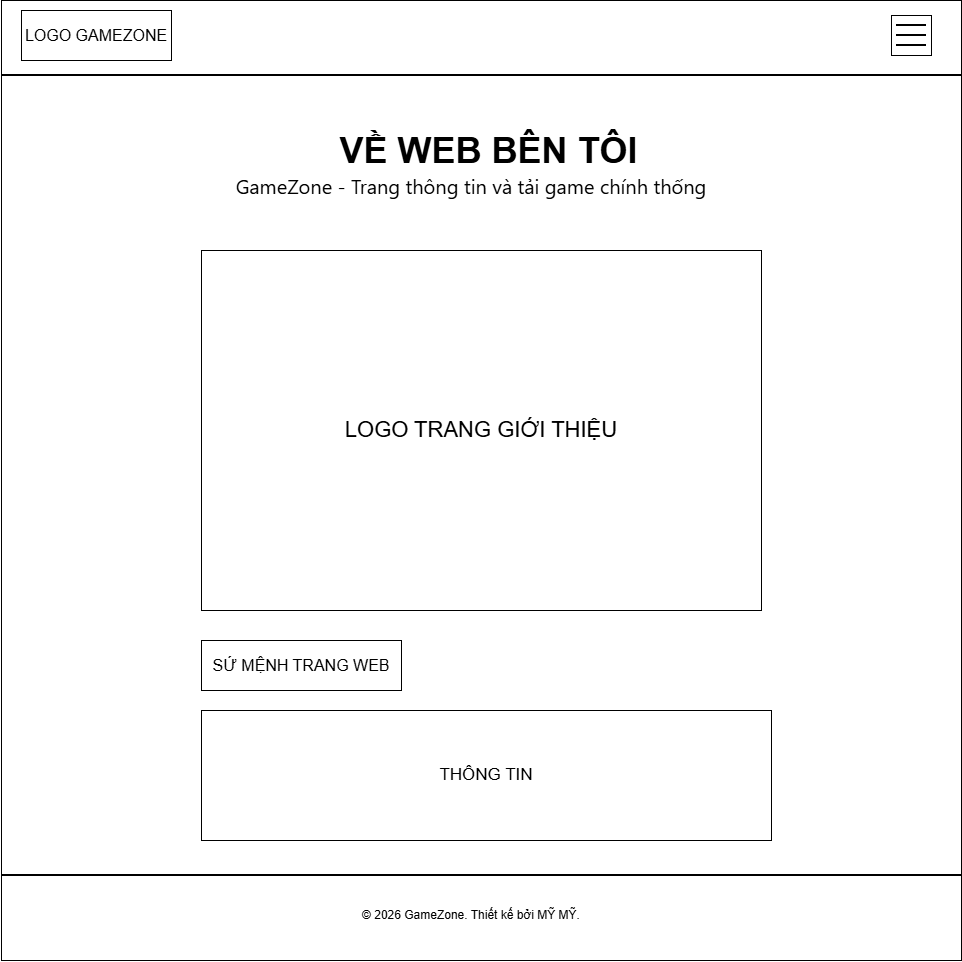 LOGO GAMEZONE
VỀ WEB BÊN TÔI
GameZone - Trang thông tin và tải game chính thống
LOGO TRANG GIỚI THIỆU
SỨ MỆNH TRANG WEB
THÔNG TIN
© 2026 GameZone. Thiết kế bởi MỸ MỸ.